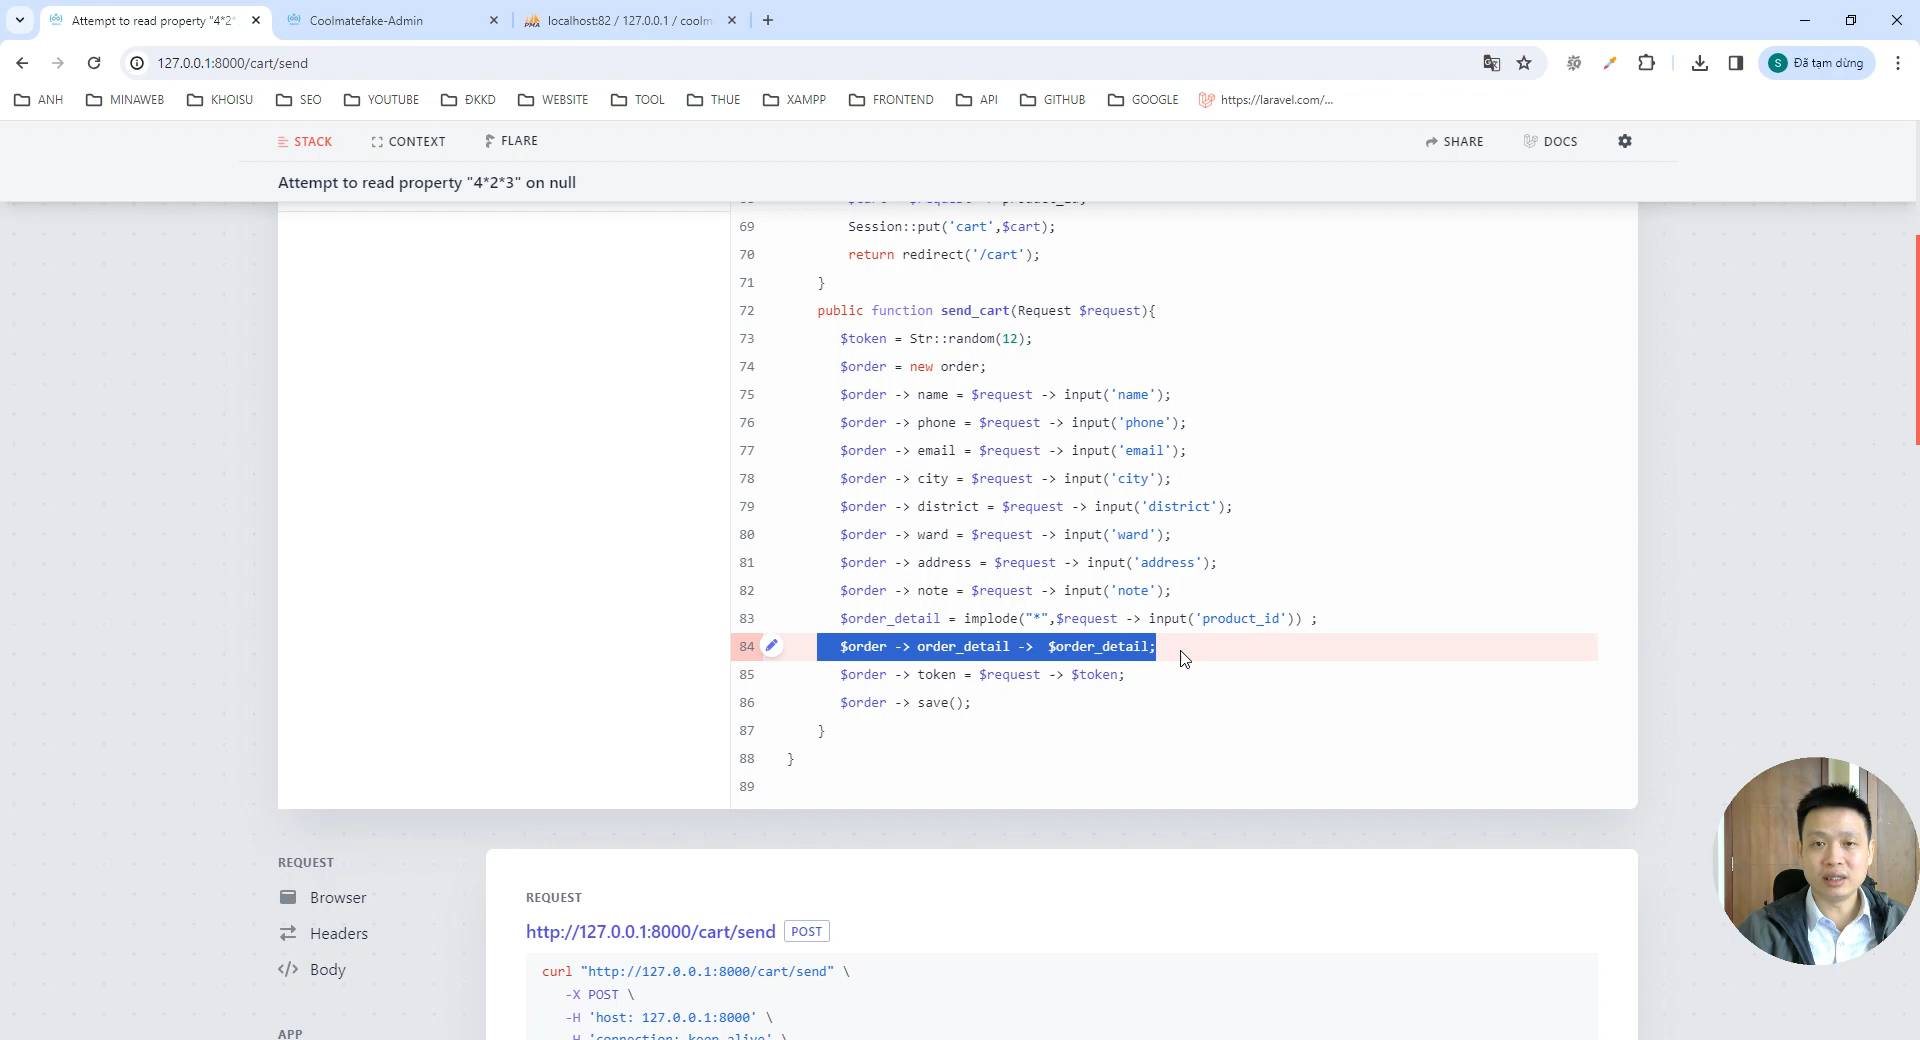 Attempt to read property "4*2*
Coolmatefake-Admin
localhost:82 / 127.0.0.1 / coolm
127.0.0.1:8000/cart/send
S
Đã tạm dừng
ANH
MINAWEB
KHOISU
SEO
YOUTUBE
ĐKKD
WEBSITE
TOOL
THUE
XAMPP
FRONTEND
API
GITHUB
GOOGLE
https://laravel.com/...
STACK
CONTEXT
FLARE
SHARE
DOCS
Attempt to read property "4*2*3" on null
69 Session::put('cart',$cart);
70 return redirect('/cart');
71 }
72 public function send_cart(Request $request){
73 $token = Str::random(12);
74 $order = new order;
75 $order -> name = $request -> input('name');
76 $order -> phone = $request -> input('phone');
77 $order -> email = $request -> input('email');
78 $order -> city = $request -> input('city');
79 $order -> district = $request -> input('district');
80 $order -> ward = $request -> input('ward');
81 $order -> address = $request -> input('address');
82 $order -> note = $request -> input('note');
83 $order_detail = implode("*",$request -> input('product_id')) ;
84 $order -> order_detail ->  $order_detail;
85 $order -> token = $request -> $token;
86 $order -> save();
87 }
88 }
89
REQUEST
Browser
Headers
Body
APP
REQUEST
http://127.0.0.1:8000/cart/send POST
curl "http://127.0.0.1:8000/cart/send" \
-X POST \
-H 'host: 127.0.0.1:8000' \
-H 'connection: keep-alive' \